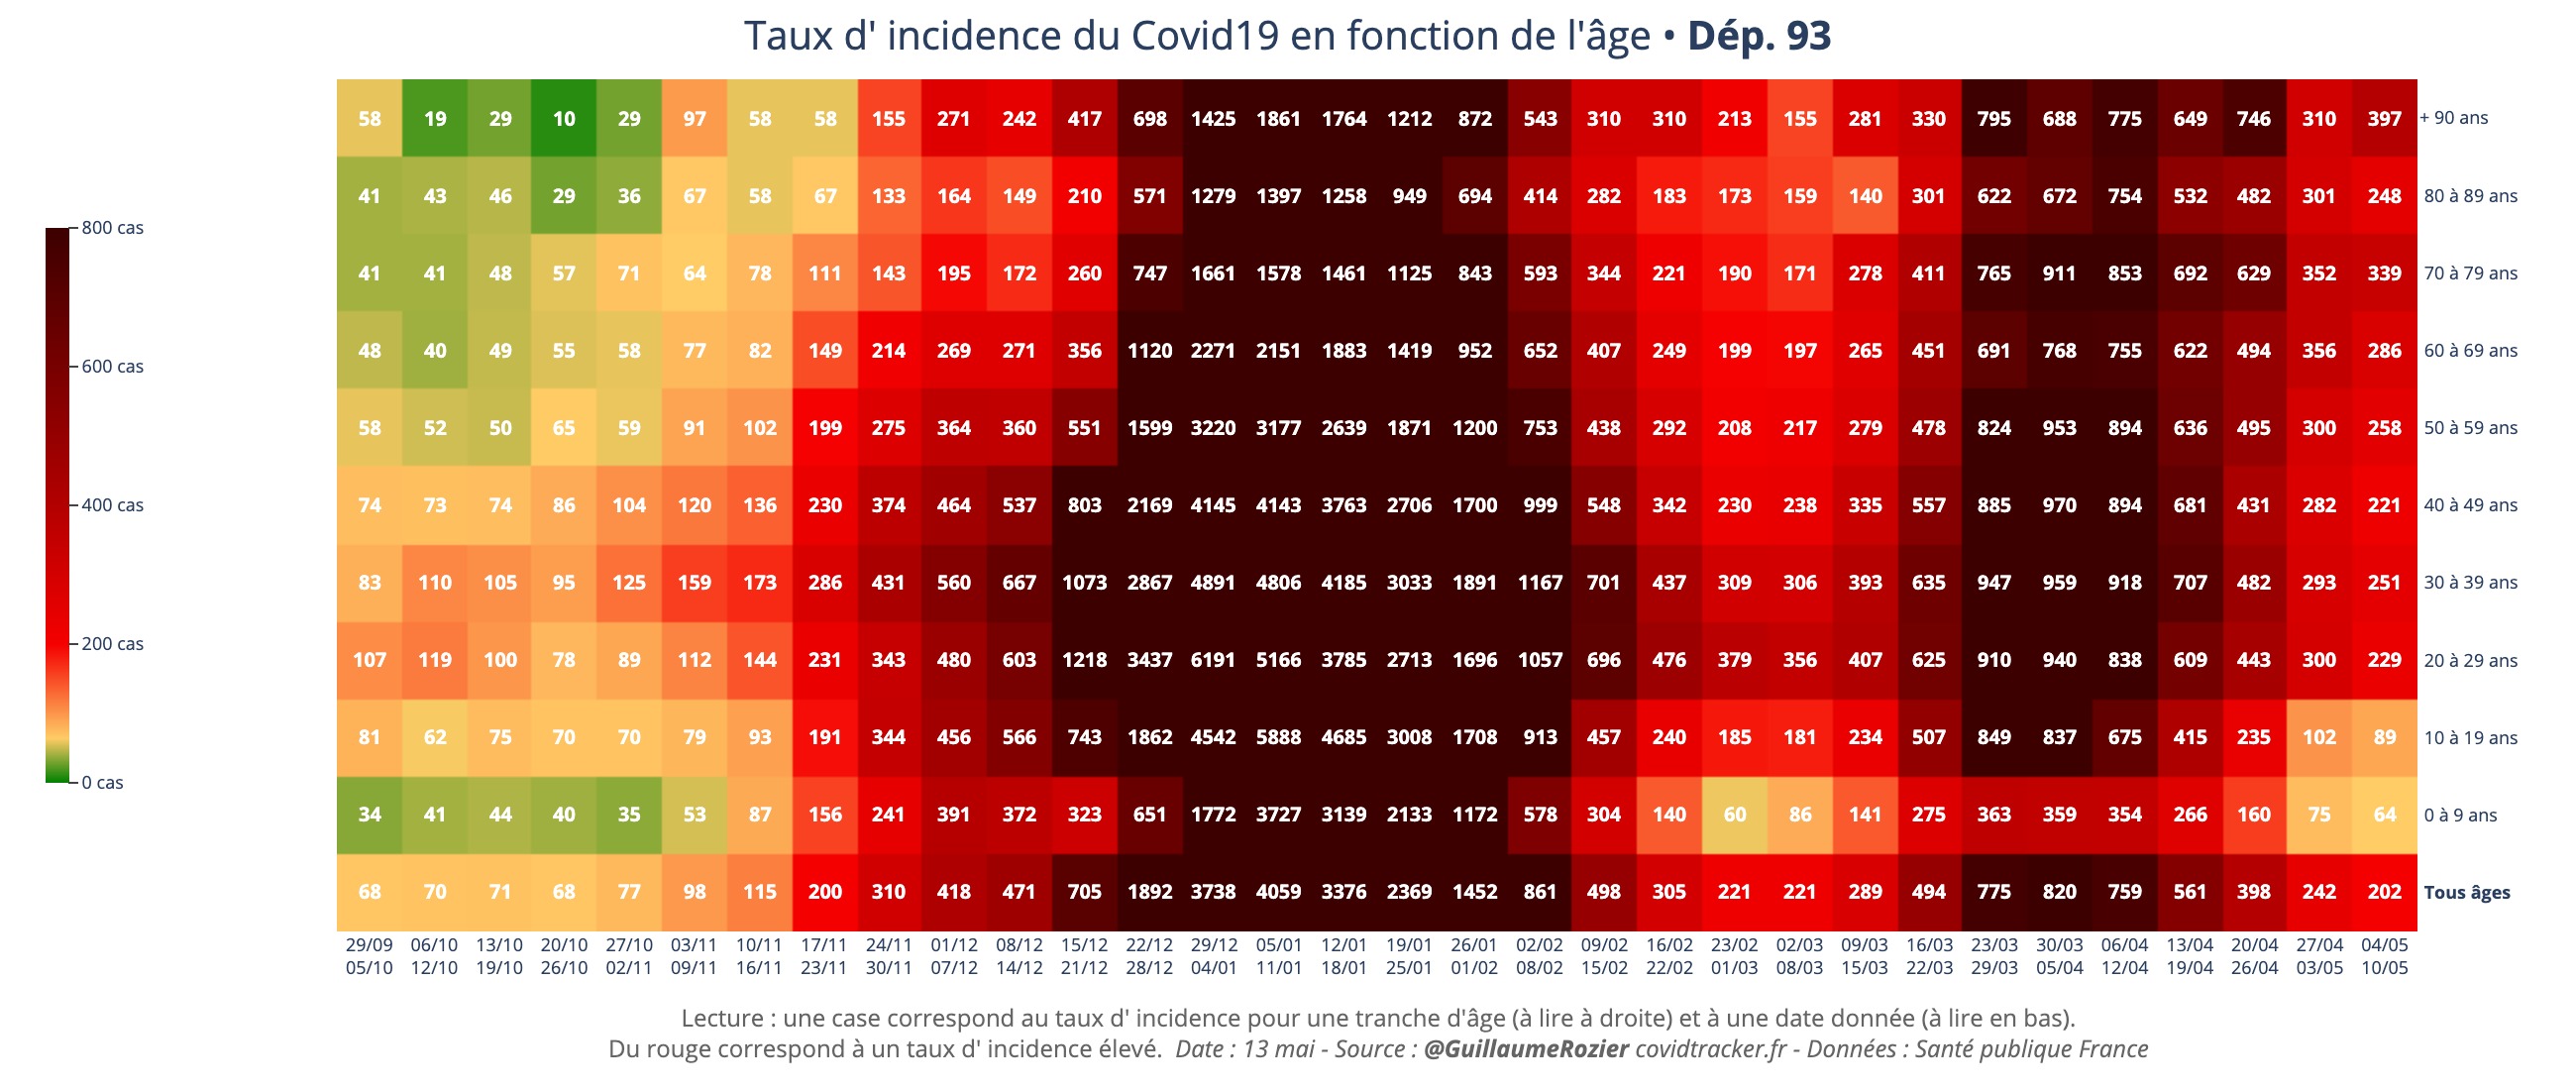 Taux d' incidence du Covid19 en fonction de l'âge • Dép. 93
58 19 29 10 29 97 58 58 155 271 242 417 698 1425 1861 1764 1212 872 543 310 310 213 155 281 330 795 688 775 649 746 310 397 + 90 ans
41 43 46 29 36 67 58 67 133 164 149 210 571 1279 1397 1258 949 694 414 282 183 173 159 140 301 622 672 754 532 482 301 248 80 à 89 ans
800 cas
41 41 48 57 71 64 78 111 143 195 172 260 747 1661 1578 1461 1125 843 593 344 221 190 171 278 411 765 911 853 692 629 352 339 70 à 79 ans
48 40 49 55 58 77 82 149 214 269 271 356 1120 2271 2151 1883 1419 952 652 407 249 199 197 265 451 691 768 755 622 494 356 286 60 à 69 ans
600 cas
58 52 50 65 59 91 102 199 275 364 360 551 1599 3220 3177 2639 1871 1200 753 438 292 208 217 279 478 824 953 894 636 495 300 258 50 à 59 ans
74 73 74 86 104 120 136 230 374 464 537 803 2169 4145 4143 3763 2706 1700 999 548 342 230 238 335 557 885 970 894 681 431 282 221 40 à 49 ans
400 cas
83 110 105 95 125 159 173 286 431 560 667 1073 2867 4891 4806 4185 3033 1891 1167 701 437 309 306 393 635 947 959 918 707 482 293 251 30 à 39 ans
200 cas
107 119 100 78 89 112 144 231 343 480 603 1218 3437 6191 5166 3785 2713 1696 1057 696 476 379 356 407 625 910 940 838 609 443 300 229 20 à 29 ans
81 62 75 70 70 79 93 191 344 456 566 743 1862 4542 5888 4685 3008 1708 913 457 240 185 181 234 507 849 837 675 415 235 102 89 10 à 19 ans
0 cas
34 41 44 40 35 53 87 156 241 391 372 323 651 1772 3727 3139 2133 1172 578 304 140 60 86 141 275 363 359 354 266 160 75 64 0 à 9 ans
68 70 71 68 77 98 115 200 310 418 471 705 1892 3738 4059 3376 2369 1452 861 498 305 221 221 289 494 775 820 759 561 398 242 202 Tous âges
29/09 06/10 13/10 20/10 27/10 03/11 10/11 17/11 24/11 01/12 08/12 15/12 22/12 29/12 05/01 12/01 19/01 26/01 02/02 09/02 16/02 23/02 02/03 09/03 16/03 23/03 30/03 06/04 13/04 20/04 27/04 04/05
05/10 12/10 19/10 26/10 02/11 09/11 16/11 23/11 30/11 07/12 14/12 21/12 28/12 04/01 11/01 18/01 25/01 01/02 08/02 15/02 22/02 01/03 08/03 15/03 22/03 29/03 05/04 12/04 19/04 26/04 03/05 10/05
Lecture : une case correspond au taux d' incidence pour une tranche d'âge (à lire à droite) et à une date donnée (à lire en bas).
Du rouge correspond à un taux d' incidence élevé. Date : 13 mai - Source : @GuillaumeRozier covidtracker.fr - Données : Santé publique France